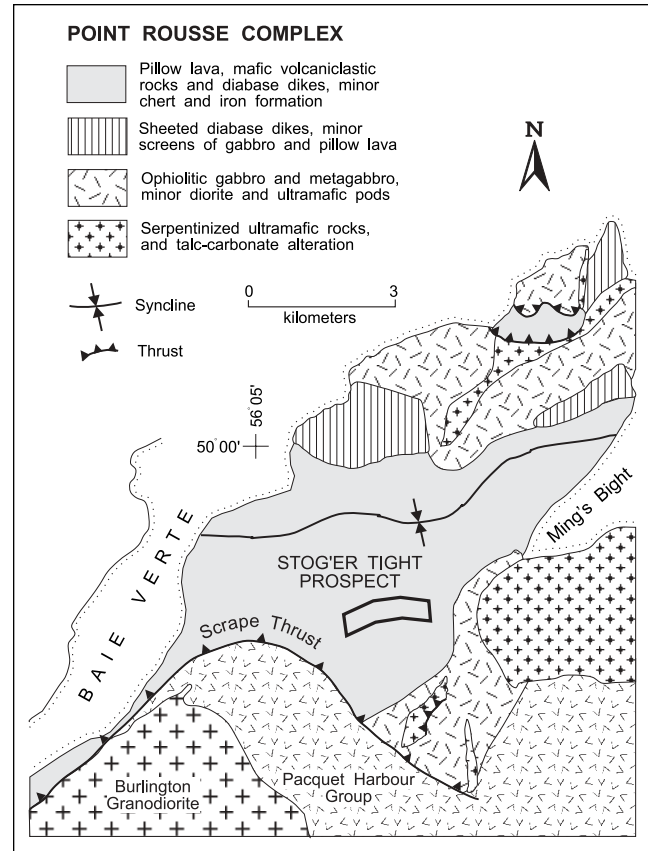 POINT ROUSSE COMPLEX
Pillow lava, mafic volcaniclastic
rocks and diabase dikes, minor
chert and iron formation
Sheeted diabase dikes, minor
screens of gabbro and pillow lava
Ophiolitic gabbro and metagabbro,
minor diorite and ultramafic pods
Serpentinized ultramafic rocks,
and talc-carbonate alteration
N
Syncline
0 3
kilometers
Thrust
56°05'
50°00'
BAIE VERTE
Ming's Bight
STOG'ER TIGHT
PROSPECT
Scrape Thrust
Burlington
Granodiorite
Pacquet Harbour
Group